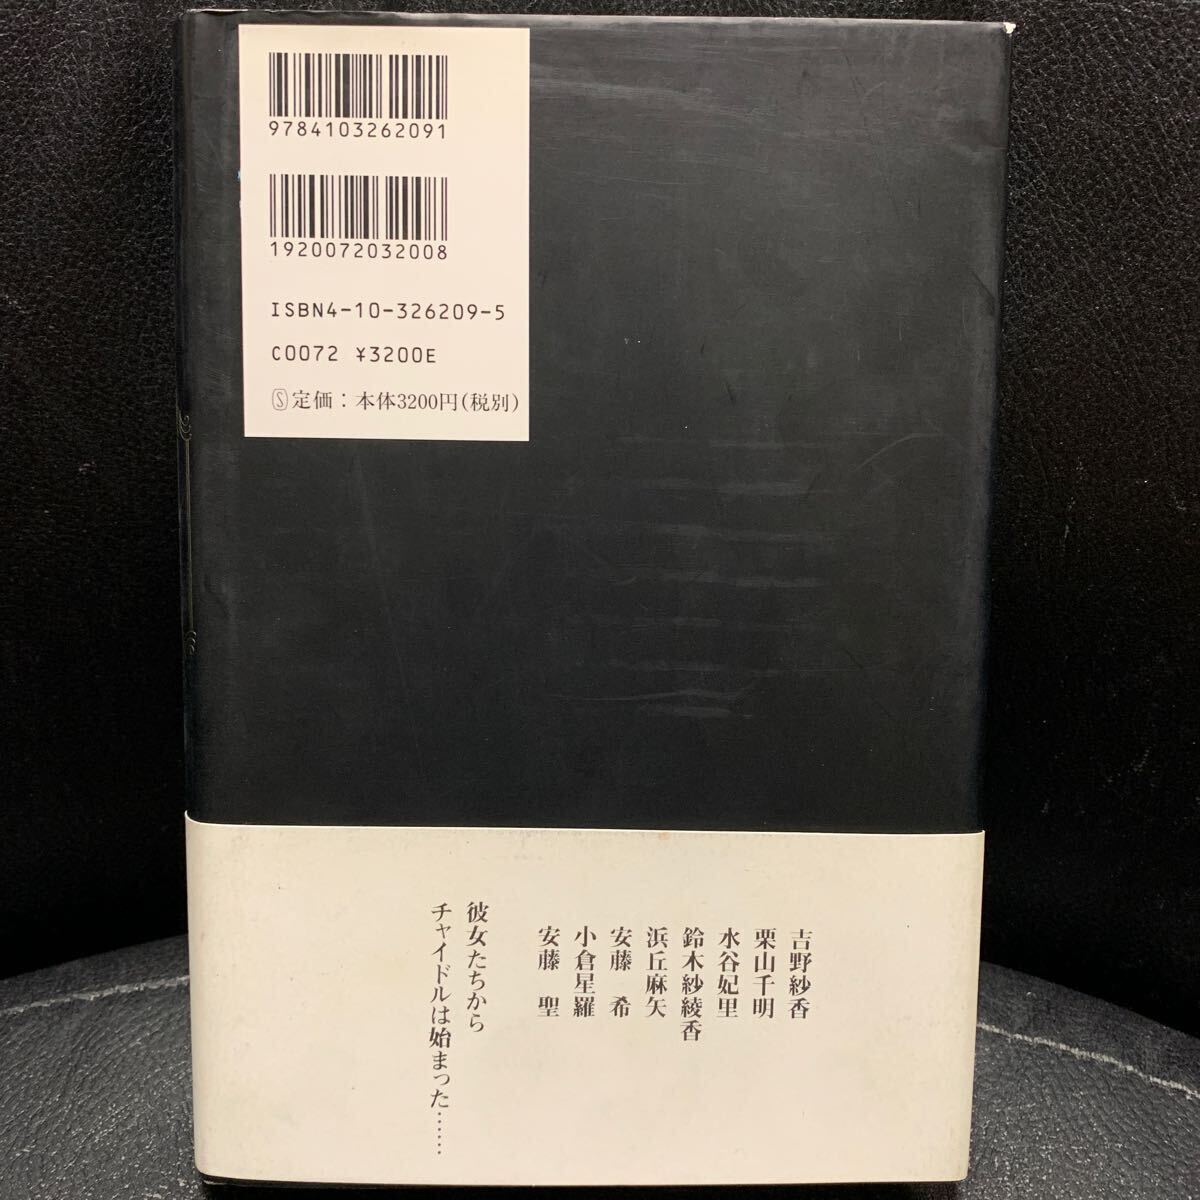 9784103262091
1920072032008
ISBN4-10-326209-5
C0072 ¥3200E
Ⓢ定価：本体3200円(税別)
吉野紗香
栗山千明
水谷妃里
鈴木紗綾香
浜丘麻矢
安藤 希
小倉星羅
安藤 聖
彼女たちから
チャイドルは始まった……